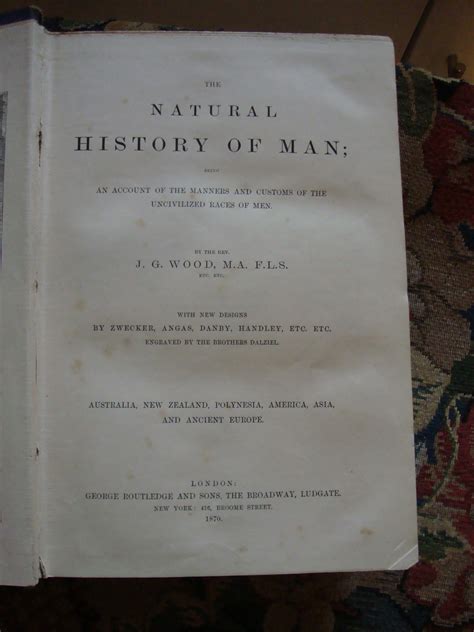 THE
NATURAL
HISTORY OF MAN;
BEING
AN ACCOUNT OF THE MANNERS AND CUSTOMS OF THE
UNCIVILIZED RACES OF MEN.
BY THE REV.
J. G. WOOD, M.A. F.L.S.
ETC. ETC.
WITH NEW DESIGNS
BY ZWECKER, ANGAS, DANBY, HANDLEY, ETC. ETC.
ENGRAVED BY THE BROTHERS DALZIEL.
AUSTRALIA, NEW ZEALAND, POLYNESIA, AMERICA, ASIA,
AND ANCIENT EUROPE.
LONDON:
GEORGE ROUTLEDGE AND SONS, THE BROADWAY, LUDGATE.
NEW YORK: 416, BROOME STREET.
1870.